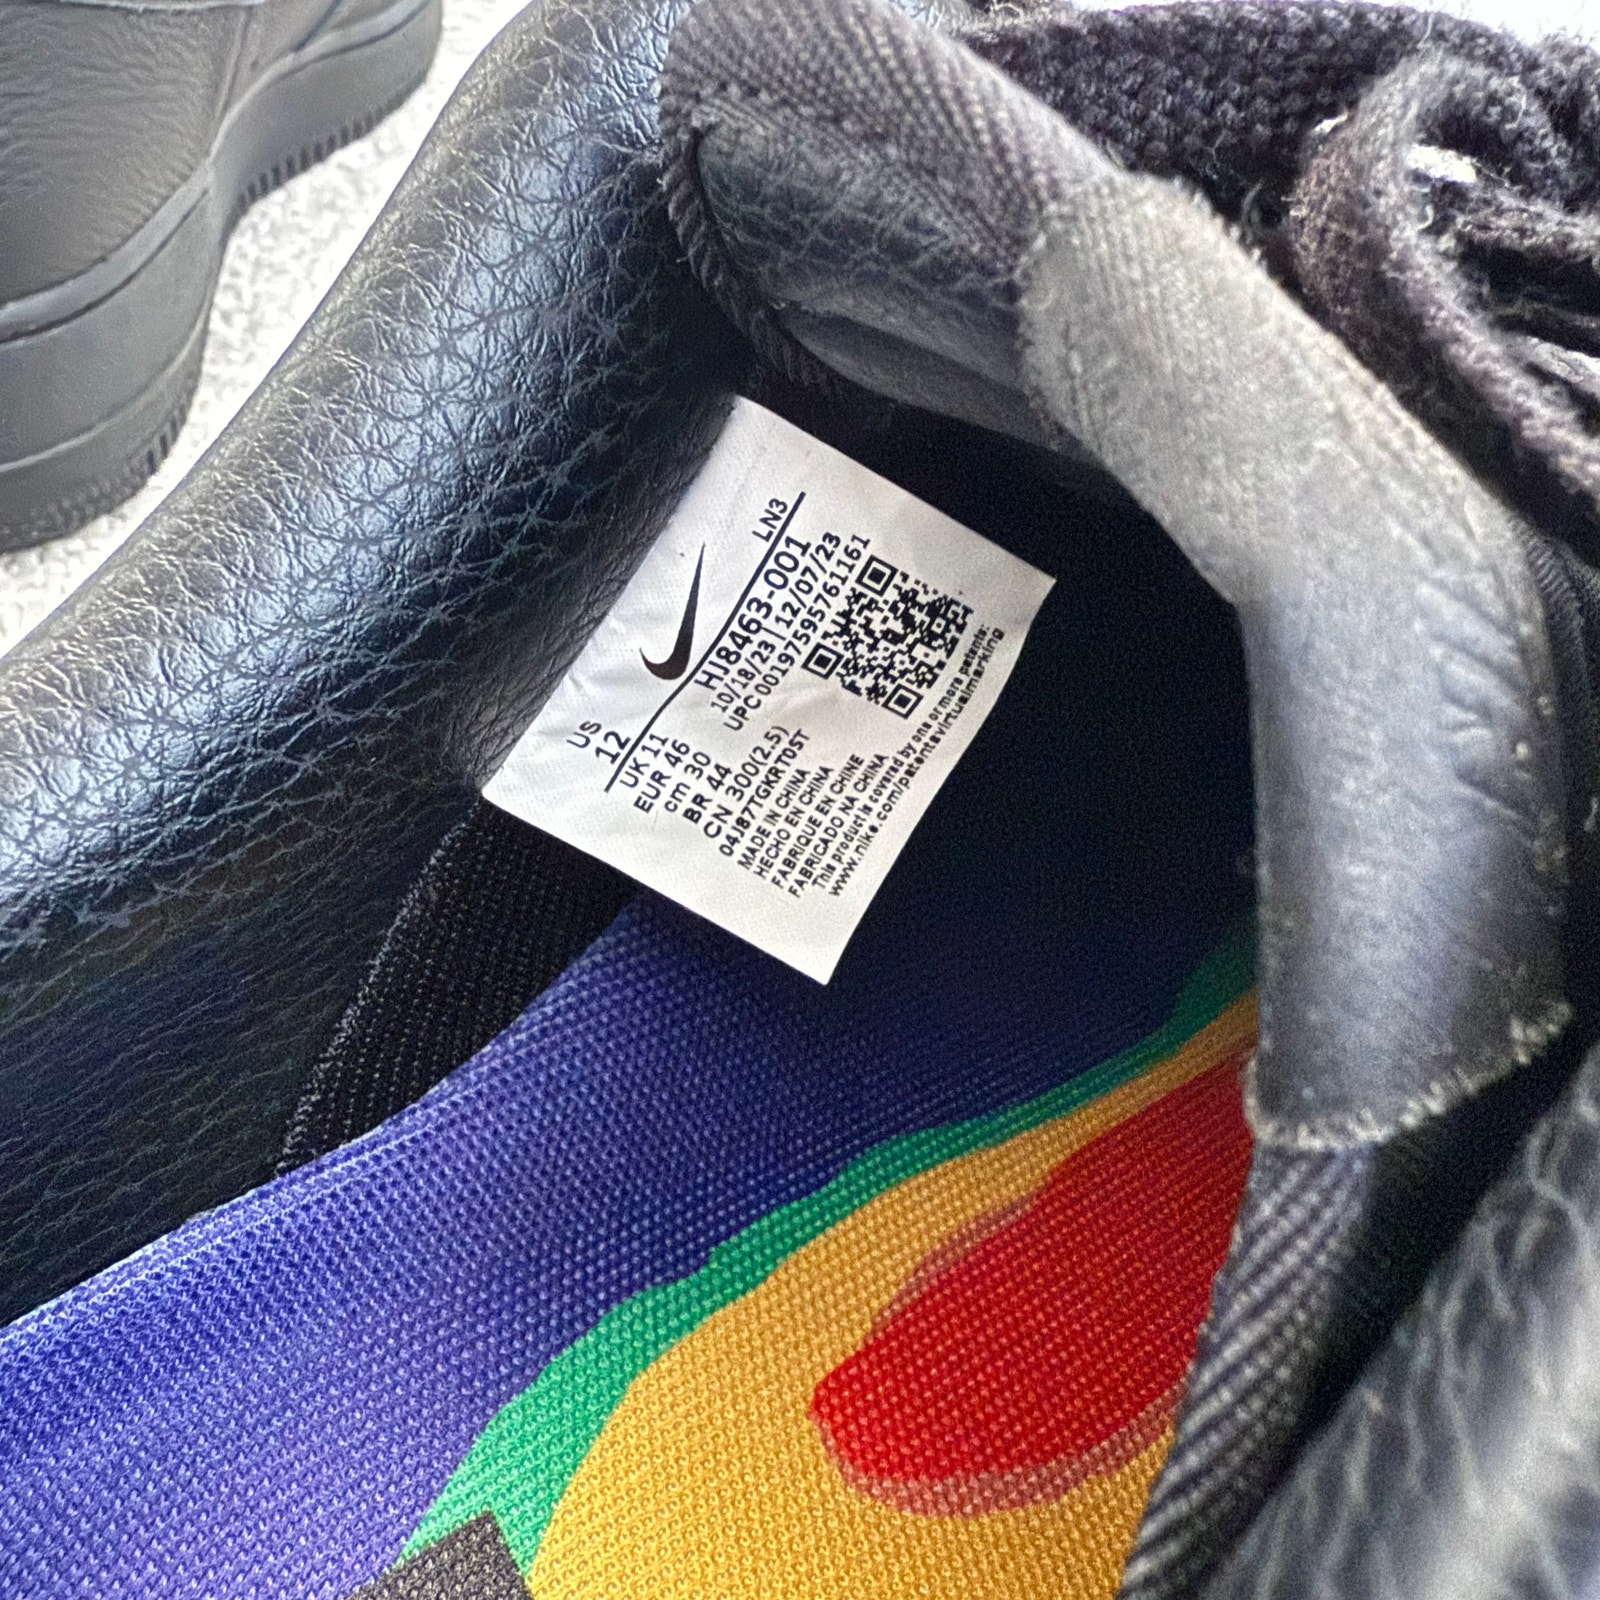 US
12
LN3
UK 11
HJ8463-001
EUR 46
10/18/23 | 12/07/23
cm 30
UPC 00197595761161
BR 44
CN 300(2.5)
04JB7TGKRT0ST
MADE IN CHINA
HECHO EN CHINA
FABRIQUE EN CHINE
FABRICADO NA CHINA
This product is covered by one or more patents:
www.nike.com/patentsvirtualmarking